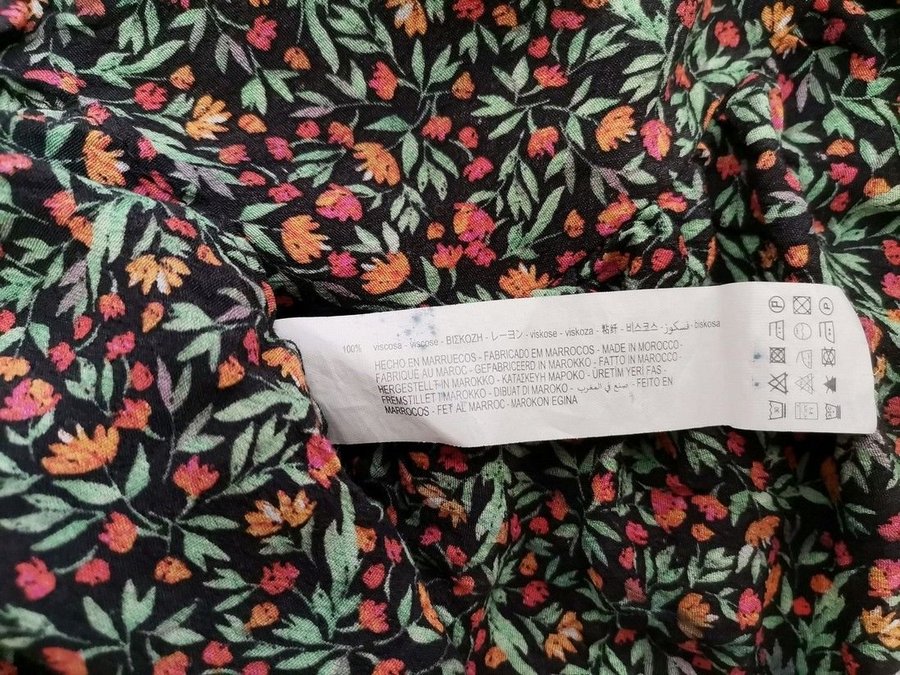 100% viscosa - viscose - ΒΙΣΚΟΖΗ - レーヨン - viskose - viskoza - 粘纤 - 비스코스 - فسكوز - biskosa
HECHO EN MARRUECOS - FABRICADO EM MARROCOS - MADE IN MOROCCO -
FABRIQUE AU MAROC - GEFABRICEERD IN MAROKKO - FATTO IN MAROCCO -
HERGESTELLT IN MAROKKO - ΚΑΤΑΣΚΕΥΗ ΜΑΡΟΚΟ - ÜRETIM YERI FAS -
FREMSTILLET I MAROKKO - DIBUAT DI MAROKO - صنع في المغرب - FEITO EN
MARROCOS - FET AL MARROC - MAROKON EGINA